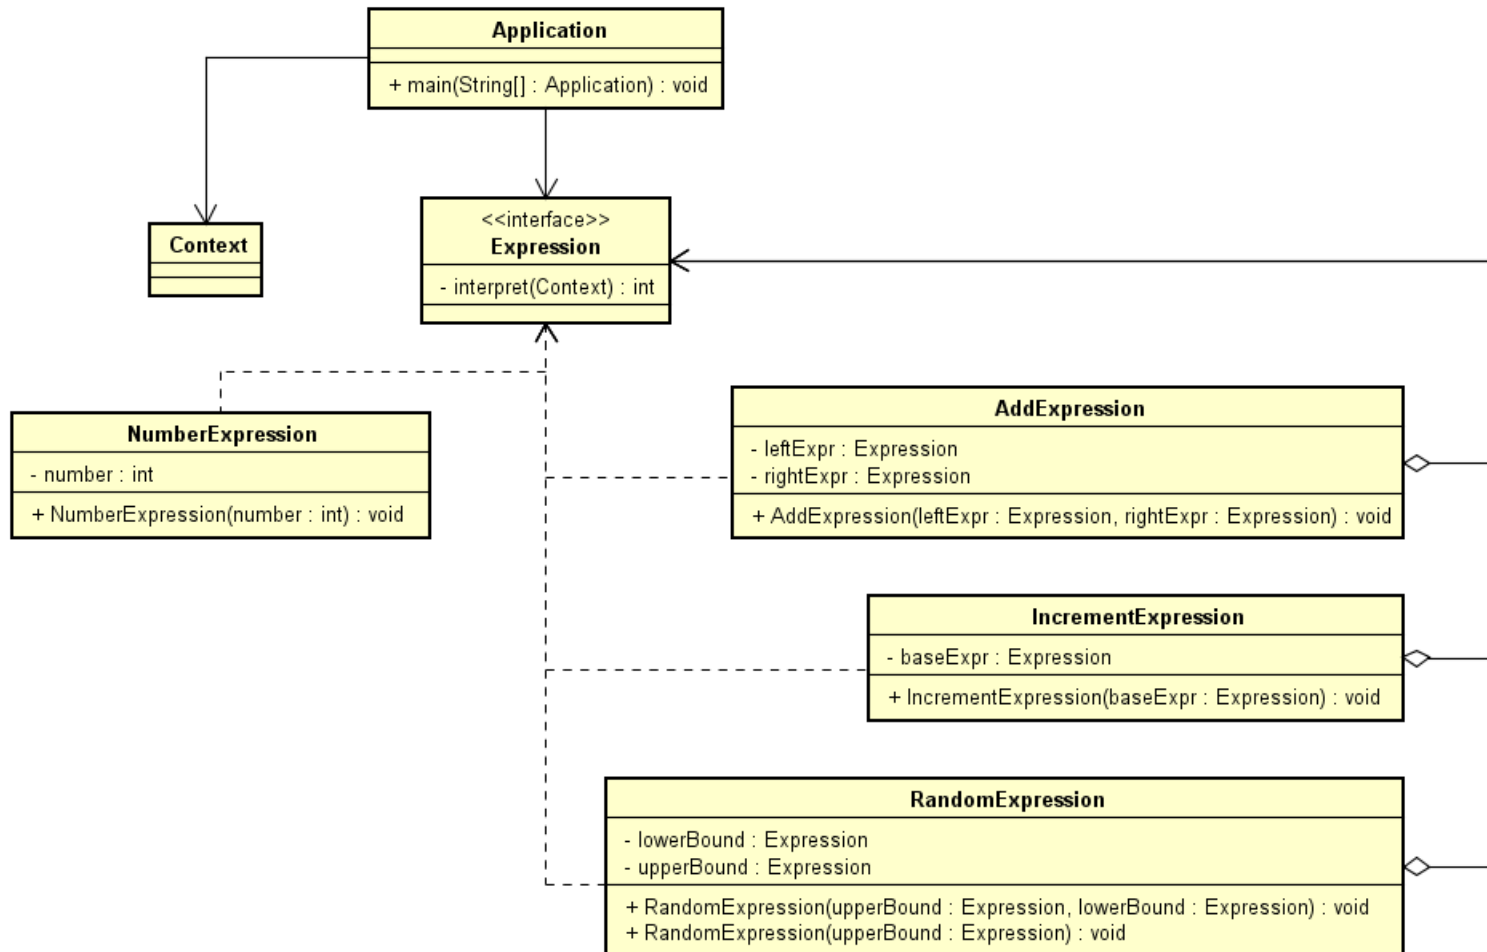 Application
+ main(String[] : Application) : void
Context
<<interface>>
Expression
- interpret(Context) : int
NumberExpression
- number : int
+ NumberExpression(number : int) : void
AddExpression
- leftExpr : Expression
- rightExpr : Expression
+ AddExpression(leftExpr : Expression, rightExpr : Expression) : void
IncrementExpression
- baseExpr : Expression
+ IncrementExpression(baseExpr : Expression) : void
RandomExpression
- lowerBound : Expression
- upperBound : Expression
+ RandomExpression(upperBound : Expression, lowerBound : Expression) : void
+ RandomExpression(upperBound : Expression) : void